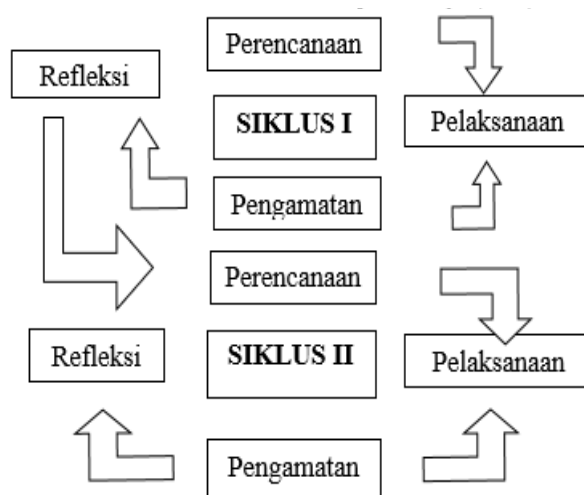 Perencanaan
Refleksi
SIKLUS I
Pelaksanaan
Pengamatan
Perencanaan
Refleksi
SIKLUS II
Pelaksanaan
Pengamatan